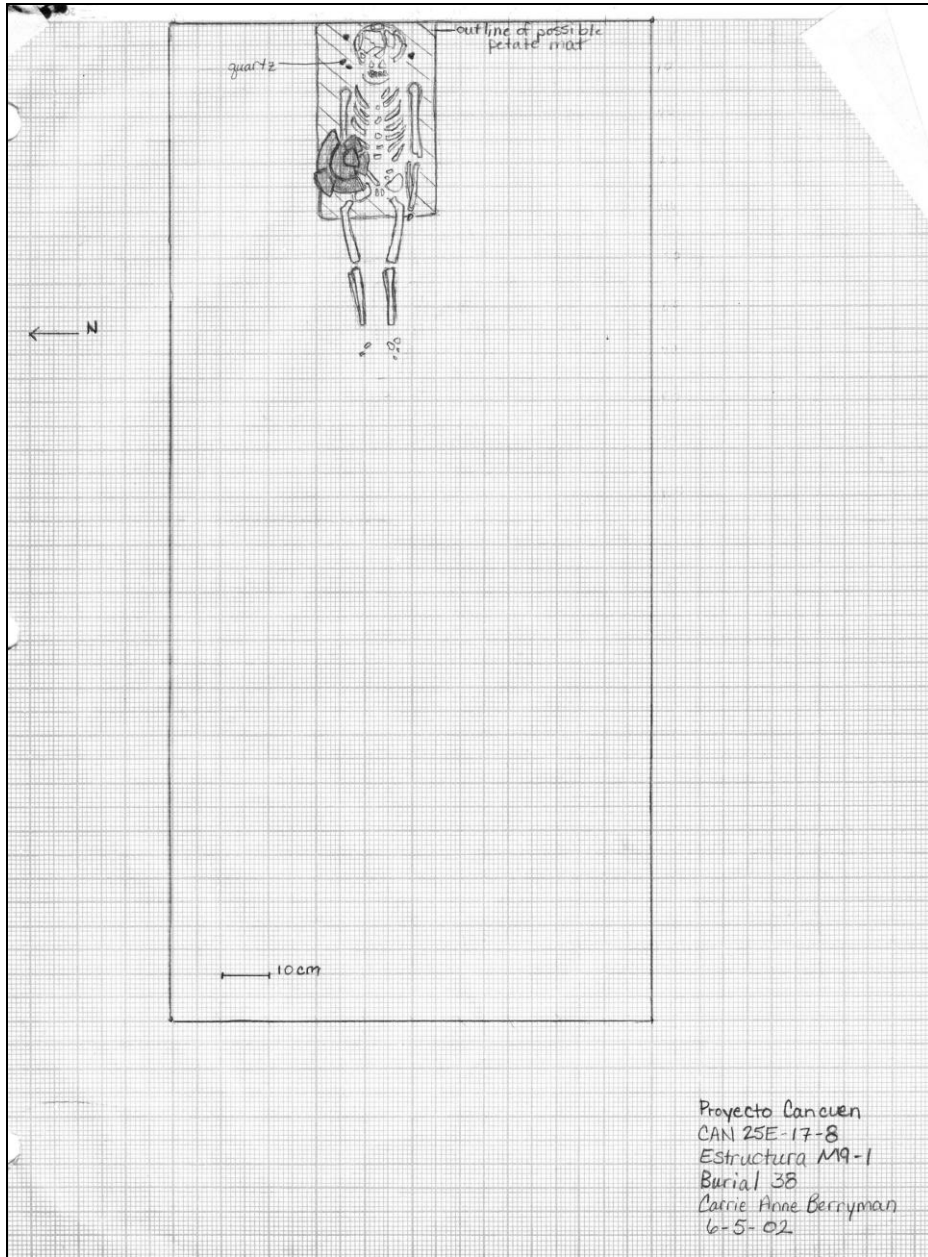 outline of possible
petate mat
quartz
N
10cm
Proyecto Cancuen
CAN 25E-17-8
Estructura M9-1
Burial 38
Carrie Anne Berryman
6-5-02